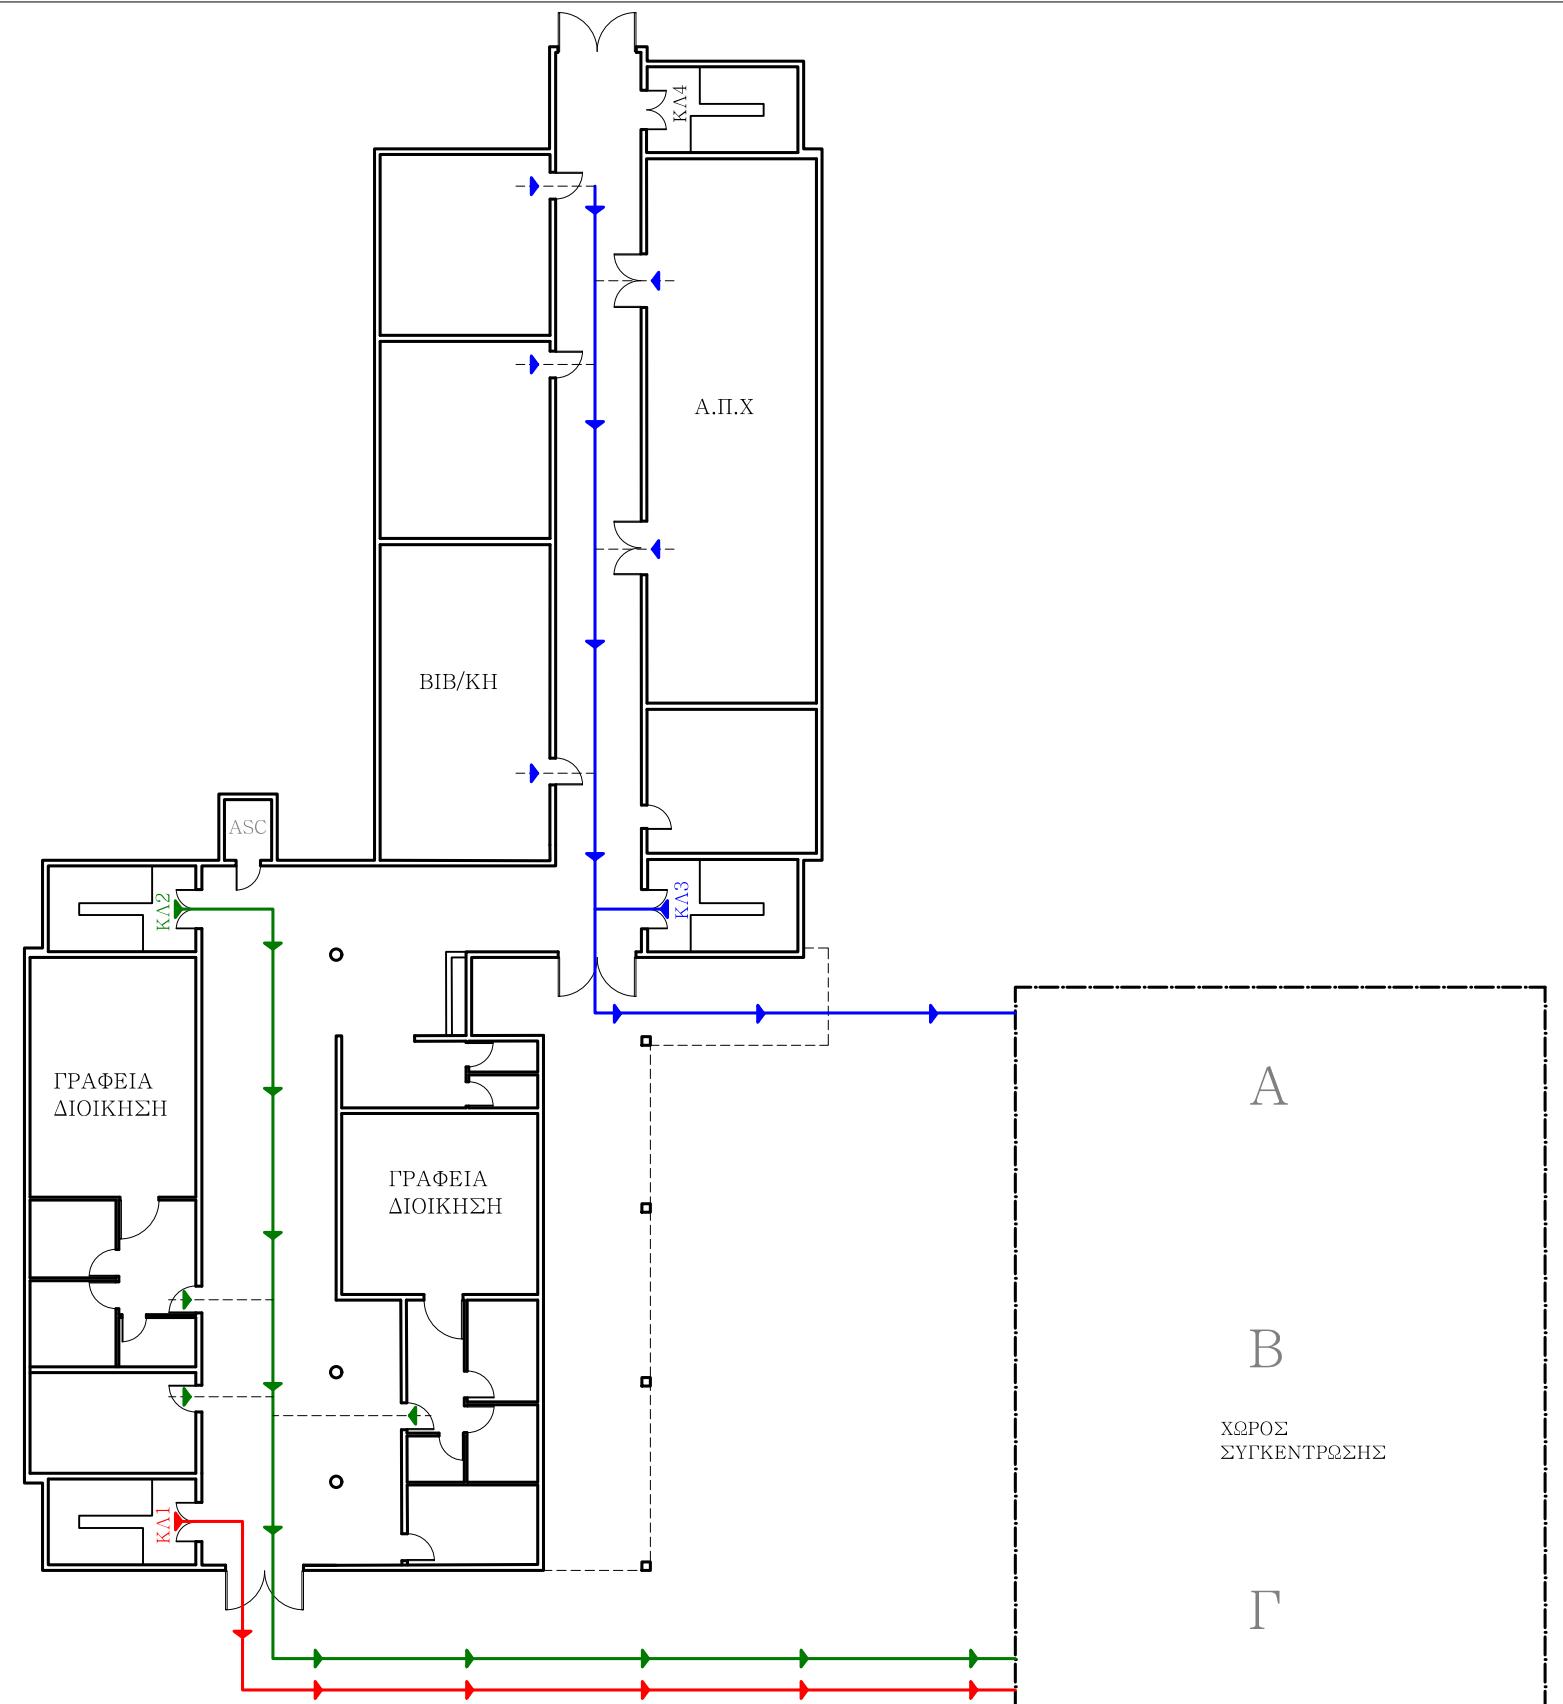 ΚΛ4
Α.Π.Χ
ΒΙΒ/ΚΗ
ASC
ΚΛ2
ΚΛ3
ΓΡΑΦΕΙΑ
ΔΙΟΙΚΗΣΗ
Α
ΓΡΑΦΕΙΑ
ΔΙΟΙΚΗΣΗ
Β
ΧΩΡΟΣ
ΣΥΓΚΕΝΤΡΩΣΗΣ
ΚΛ1
Γ